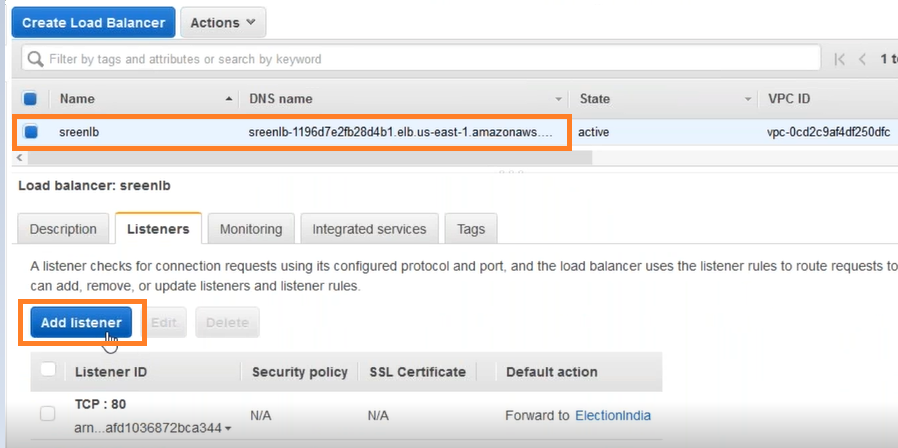 Create Load Balancer Actions
Filter by tags and attributes or search by keyword 1 to
Name DNS name State VPC ID
sreenlb sreenlb-1196d7e2fb28d4b1.elb.us-east-1.amazonaws.... active vpc-0cd2c9af4df250dfc
Load balancer: sreenlb
Description Listeners Monitoring Integrated services Tags
A listener checks for connection requests using its configured protocol and port, and the load balancer uses the listener rules to route requests to
can add, remove, or update listeners and listener rules.
Add listener Edit Delete
Listener ID Security policy SSL Certificate Default action
TCP : 80
arn...afd1036872bca344 N/A N/A Forward to ElectionIndia